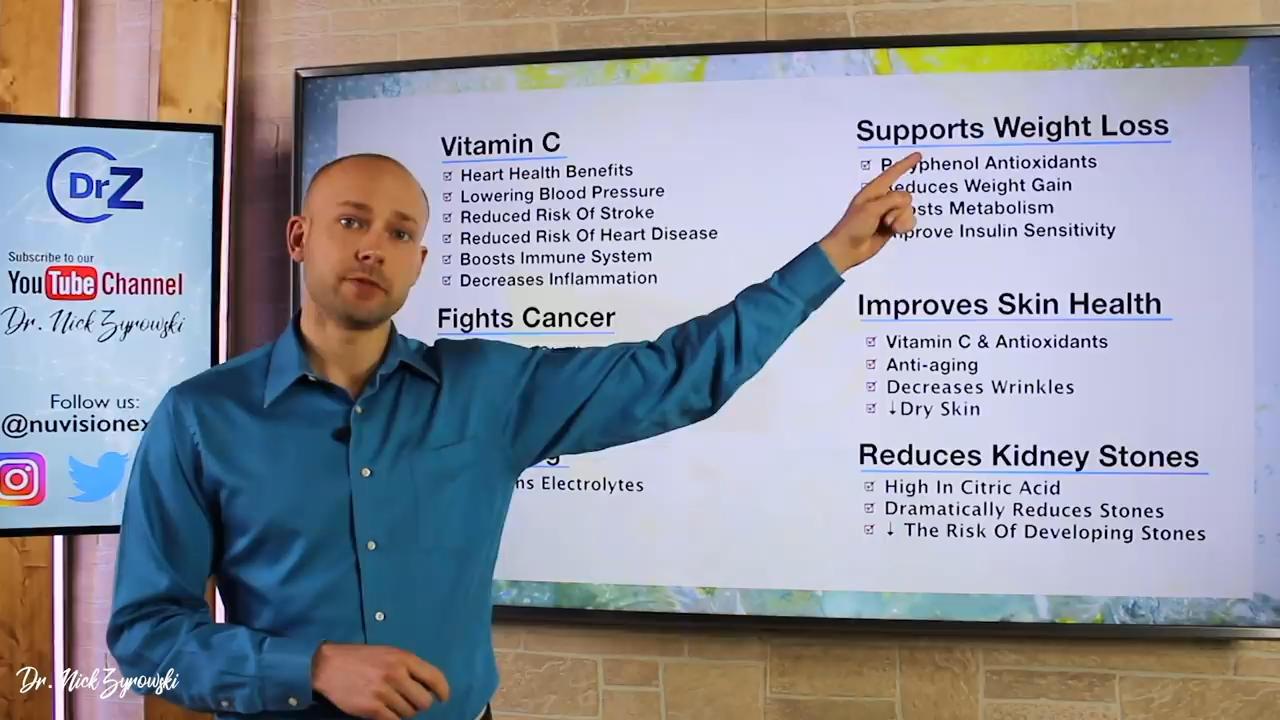 DrZ
Subscribe to our
YouTube Channel
Dr. Nick Zyrowski
Follow us:
@nuvisionex
Vitamin C
Heart Health Benefits
Lowering Blood Pressure
Reduced Risk Of Stroke
Reduced Risk Of Heart Disease
Boosts Immune System
Decreases Inflammation
Fights Cancer
Electrolytes
Supports Weight Loss
Antioxidants
Reduces Weight Gain
Metabolism
Improve Insulin Sensitivity
Improves Skin Health
Vitamin C & Antioxidants
Anti-aging
Decreases Wrinkles
↓Dry Skin
Reduces Kidney Stones
High In Citric Acid
Dramatically Reduces Stones
↓ The Risk Of Developing Stones
Dr. Nick Zyrowski